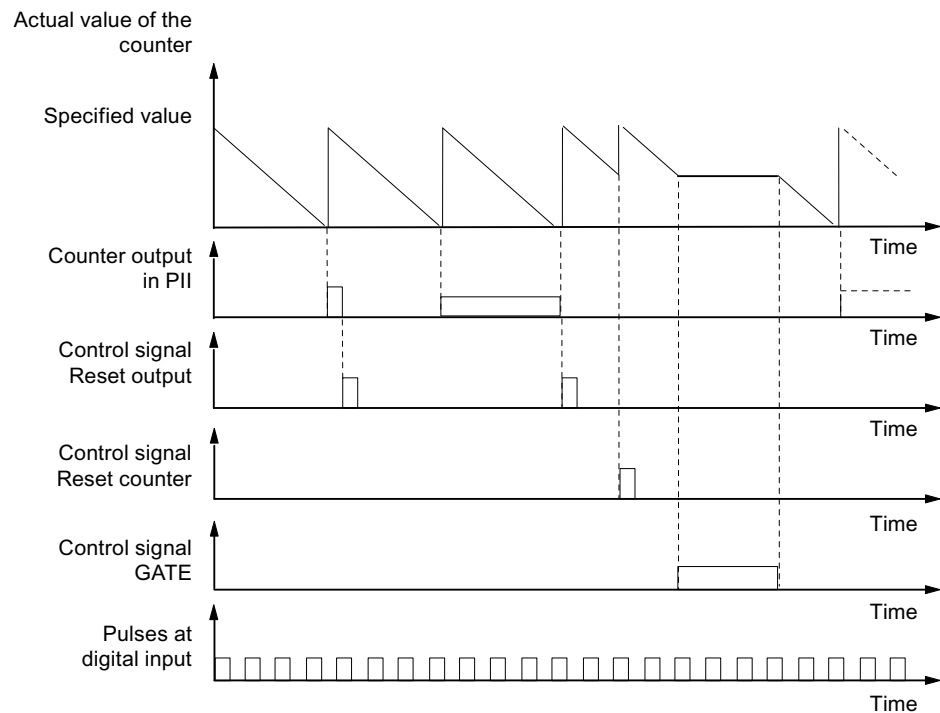 Actual value of the
counter
Specified value
Time
Counter output
in PII
Time
Control signal
Reset output
Time
Control signal
Reset counter
Time
Control signal
GATE
Time
Pulses at
digital input
Time